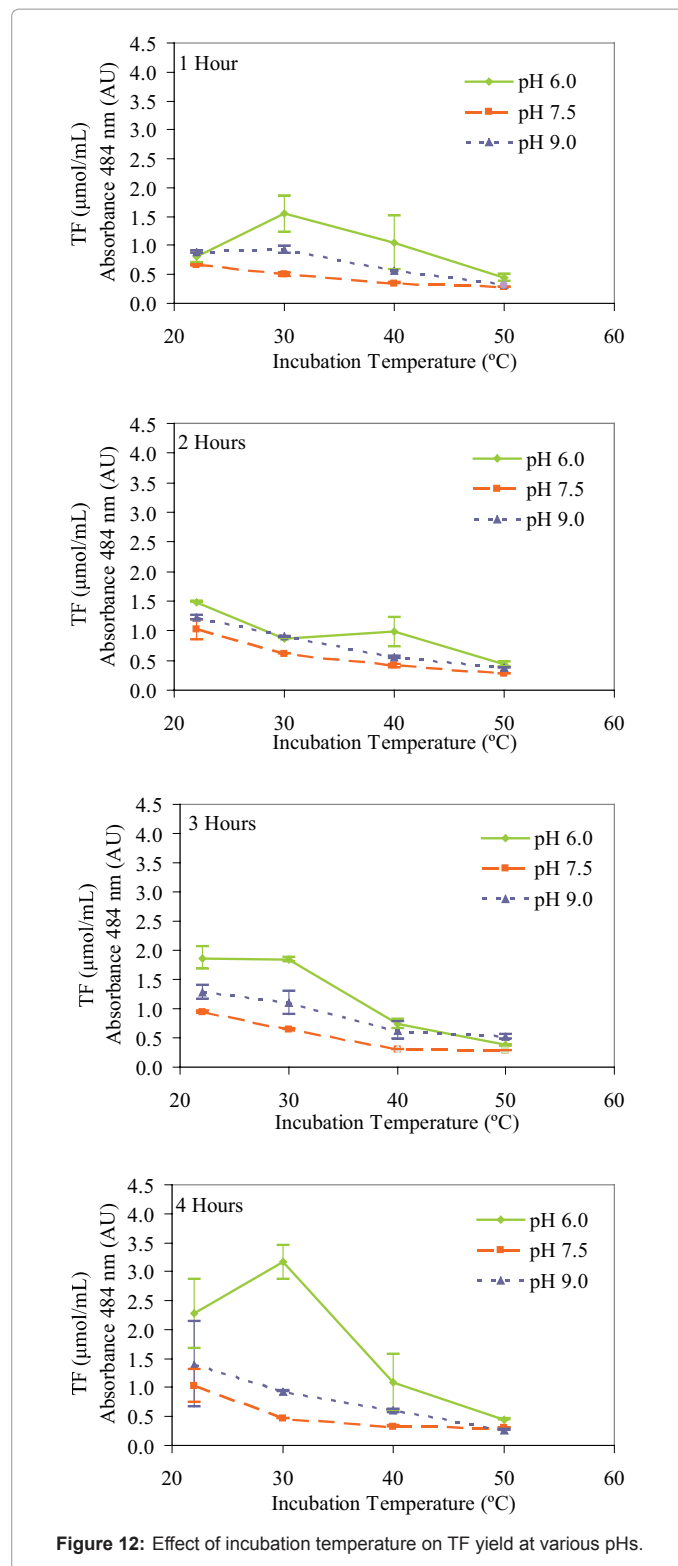 1 Hour
4.5
4.0
3.5
3.0
2.5
2.0
1.5
1.0
0.5
0.0
TF (µmol/mL)
Absorbance 484 nm (AU)
pH 6.0
pH 7.5
pH 9.0
20 30 40 50 60
Incubation Temperature (ºC)
2 Hours
4.5
4.0
3.5
3.0
2.5
2.0
1.5
1.0
0.5
0.0
TF (µmol/mL)
Absorbance 484 nm (AU)
pH 6.0
pH 7.5
pH 9.0
20 30 40 50 60
Incubation Temperature (ºC)
3 Hours
4.5
4.0
3.5
3.0
2.5
2.0
1.5
1.0
0.5
0.0
TF (µmol/mL)
Absorbance 484 nm (AU)
pH 6.0
pH 7.5
pH 9.0
20 30 40 50 60
Incubation Temperature (ºC)
4 Hours
4.5
4.0
3.5
3.0
2.5
2.0
1.5
1.0
0.5
0.0
TF (µmol/mL)
Absorbance 484 nm (AU)
pH 6.0
pH 7.5
pH 9.0
20 30 40 50 60
Incubation Temperature (ºC)
Figure 12: Effect of incubation temperature on TF yield at various pHs.